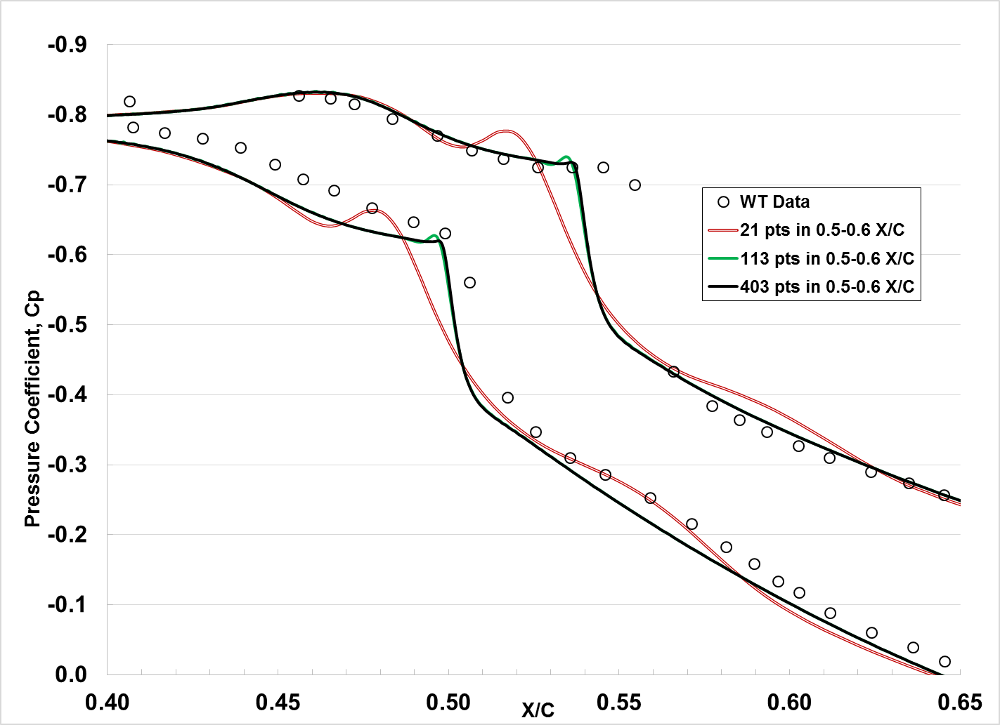 -0.9
-0.8
-0.7
-0.6
-0.5
-0.4
-0.3
-0.2
-0.1
0.0
Pressure Coefficient, Cp
WT Data
21 pts in 0.5-0.6 X/C
113 pts in 0.5-0.6 X/C
403 pts in 0.5-0.6 X/C
0.40 0.45 0.50 0.55 0.60 0.65
X/C